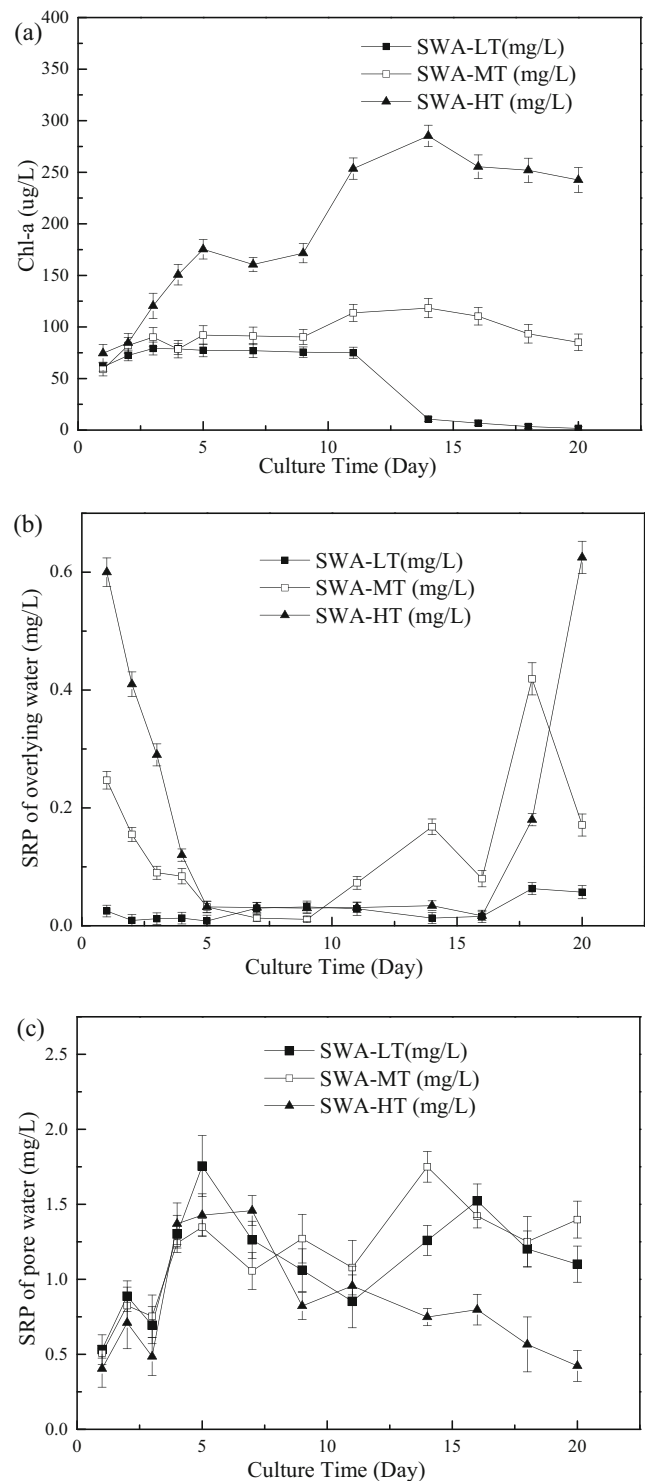 (a)
400
350
300
250
200
150
100
50
0
Chl-a (ug/L)
SWA-LT(mg/L)
SWA-MT (mg/L)
SWA-HT (mg/L)
0 5 10 15 20
Culture Time (Day)
(b)
0.6
0.4
0.2
0.0
SRP of overlying water (mg/L)
SWA-LT(mg/L)
SWA-MT (mg/L)
SWA-HT (mg/L)
0 5 10 15 20
Culture Time (Day)
(c)
2.5
2.0
1.5
1.0
0.5
0.0
SRP of pore water (mg/L)
SWA-LT(mg/L)
SWA-MT (mg/L)
SWA-HT (mg/L)
0 5 10 15 20
Culture Time (Day)